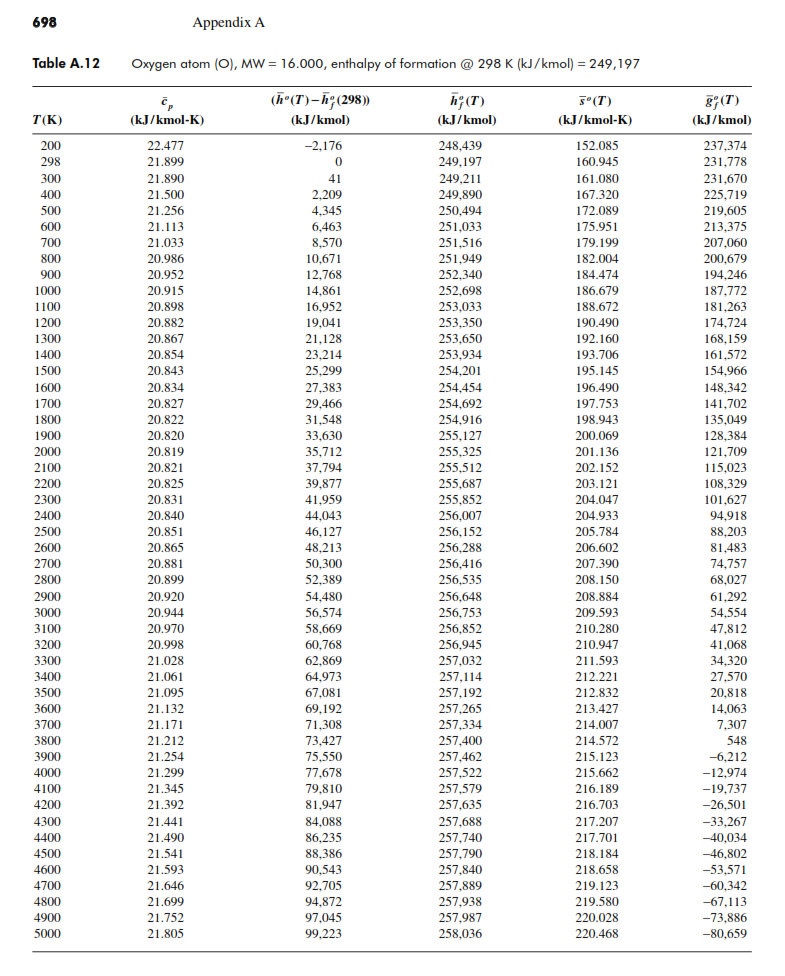 698 Appendix A
Table A.12 Oxygen atom (O), MW = 16.000, enthalpy of formation @ 298 K (kJ/kmol) = 249,197
c̄p (h̄°(T) – h̄°f(298)) h̄°f(T) s̄°(T) ḡ°f(T)
T(K) (kJ/kmol-K) (kJ/kmol) (kJ/kmol) (kJ/kmol-K) (kJ/kmol)
200 22.477 –2,176 248,439 152.085 237,374
298 21.899 0 249,197 160.945 231,778
300 21.890 41 249,211 161.080 231,670
400 21.500 2,209 249,890 167.320 225,719
500 21.256 4,345 250,494 172.089 219,605
600 21.113 6,463 251,033 175.951 213,375
700 21.033 8,570 251,516 179.199 207,060
800 20.986 10,671 251,949 182.004 200,679
900 20.952 12,768 252,340 184.474 194,246
1000 20.915 14,861 252,698 186.679 187,772
1100 20.898 16,952 253,033 188.672 181,263
1200 20.882 19,041 253,350 190.490 174,724
1300 20.867 21,128 253,650 192.160 168,159
1400 20.854 23,214 253,934 193.706 161,572
1500 20.843 25,299 254,201 195.145 154,966
1600 20.834 27,383 254,454 196.490 148,342
1700 20.827 29,466 254,692 197.753 141,702
1800 20.822 31,548 254,916 198.943 135,049
1900 20.820 33,630 255,127 200.069 128,384
2000 20.819 35,712 255,325 201.136 121,709
2100 20.821 37,794 255,512 202.152 115,023
2200 20.825 39,877 255,687 203.121 108,329
2300 20.831 41,959 255,852 204.047 101,627
2400 20.840 44,043 256,007 204.933 94,918
2500 20.851 46,127 256,152 205.784 88,203
2600 20.865 48,213 256,288 206.602 81,483
2700 20.881 50,300 256,416 207.390 74,757
2800 20.899 52,389 256,535 208.150 68,027
2900 20.920 54,480 256,648 208.884 61,292
3000 20.944 56,574 256,753 209.593 54,554
3100 20.970 58,669 256,852 210.280 47,812
3200 20.998 60,768 256,945 210.947 41,068
3300 21.028 62,869 257,032 211.593 34,320
3400 21.061 64,973 257,114 212.221 27,570
3500 21.095 67,081 257,192 212.832 20,818
3600 21.132 69,192 257,265 213.427 14,063
3700 21.171 71,308 257,334 214.007 7,307
3800 21.212 73,427 257,400 214.572 548
3900 21.254 75,550 257,462 215.123 –6,212
4000 21.299 77,678 257,522 215.662 –12,974
4100 21.345 79,810 257,579 216.189 –19,737
4200 21.392 81,947 257,635 216.703 –26,501
4300 21.441 84,088 257,688 217.207 –33,267
4400 21.490 86,235 257,740 217.701 –40,034
4500 21.541 88,386 257,790 218.184 –46,802
4600 21.593 90,543 257,840 218.658 –53,571
4700 21.646 92,705 257,889 219.123 –60,342
4800 21.699 94,872 257,938 219.580 –67,113
4900 21.752 97,045 257,987 220.028 –73,886
5000 21.805 99,223 258,036 220.468 –80,659